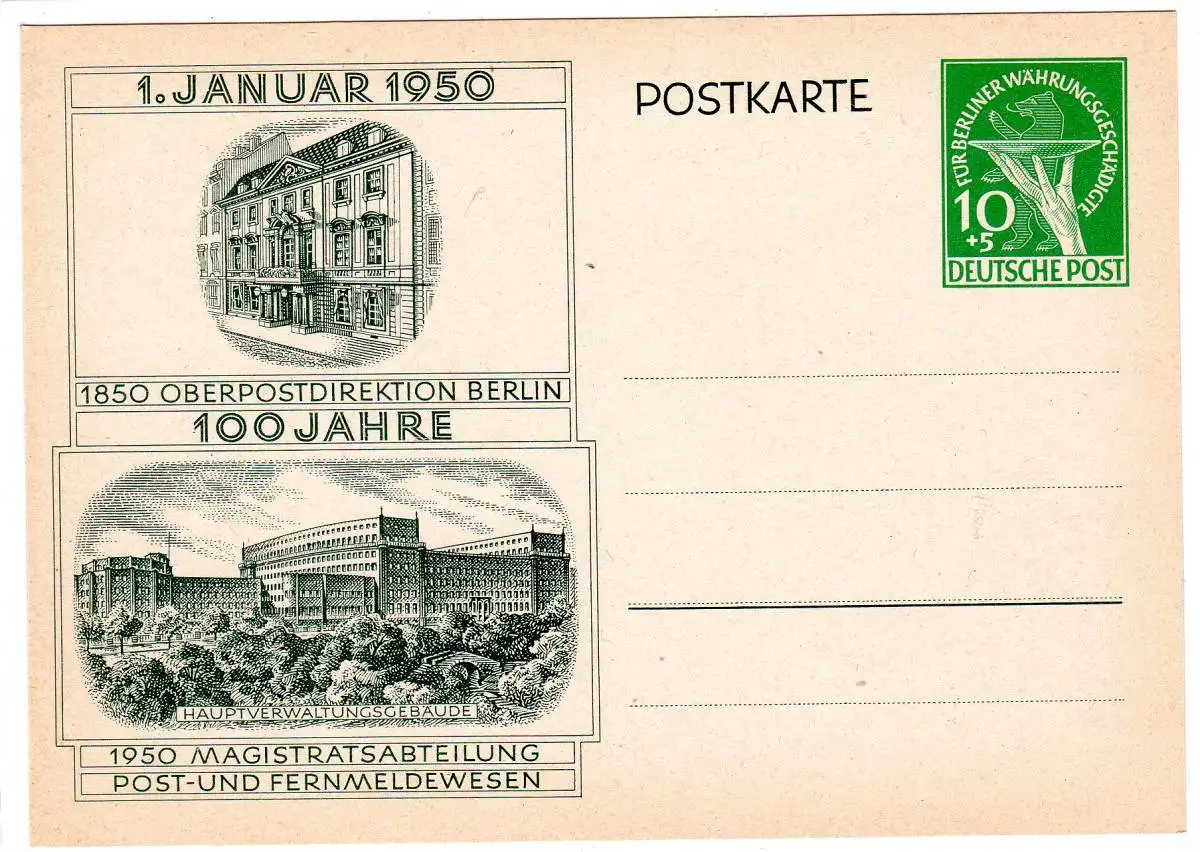 1. JANUAR 1950
1850 OBERPOSTDIREKTION BERLIN
100 JAHRE
HAUPTVERWALTUNGSGEBÄUDE
1950 MAGISTRATSABTEILUNG
POST-UND FERNMELDEWESEN
POSTKARTE
FÜR BERLINER WÄHRUNGSGESCHÄDIGTE
10
+5
DEUTSCHE POST